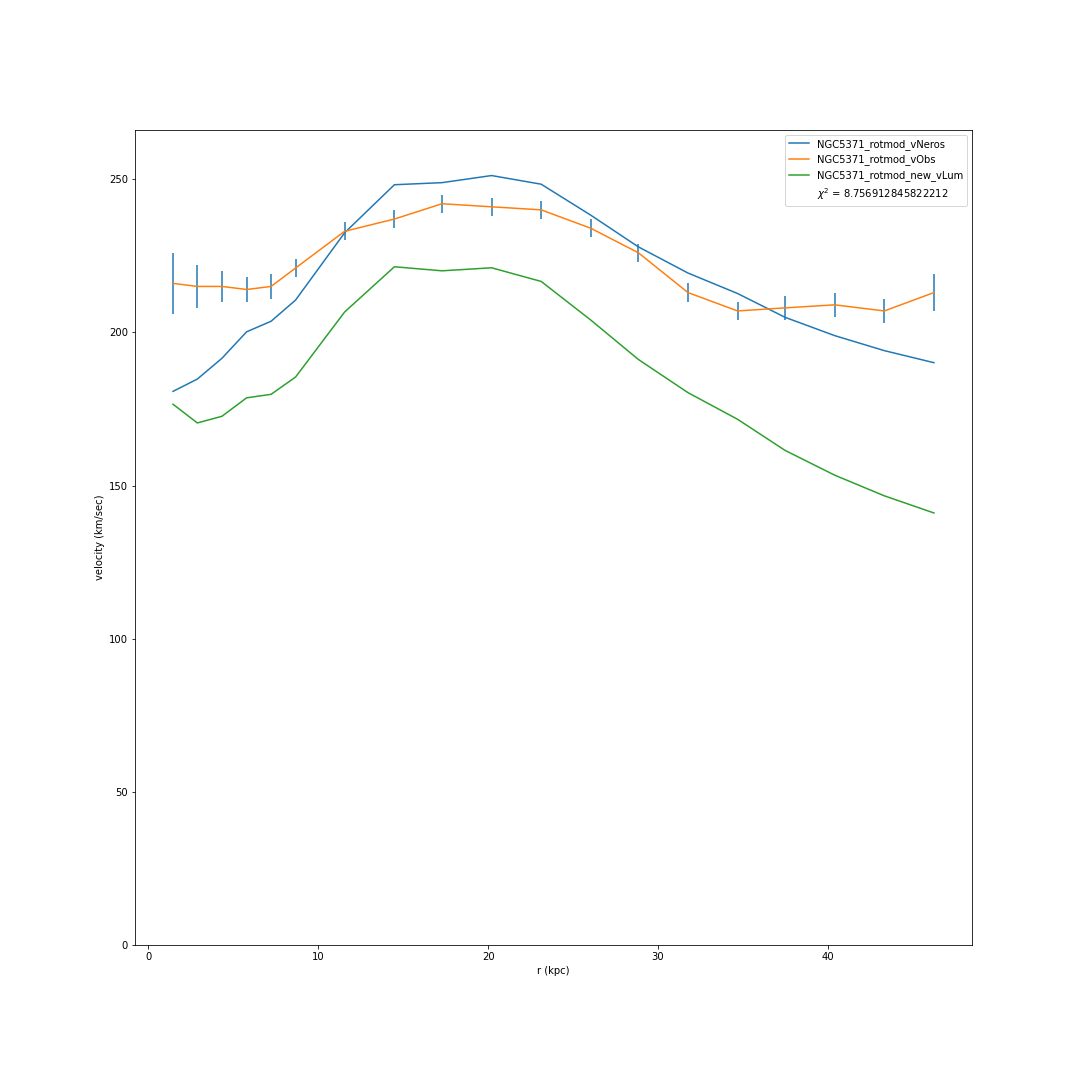 NGC5371_rotmod_vNeros
NGC5371_rotmod_vObs
NGC5371_rotmod_new_vLum
χ² = 8.756912845822212
250
200
150
100
50
0
velocity (km/sec)
0 10 20 30 40
r (kpc)